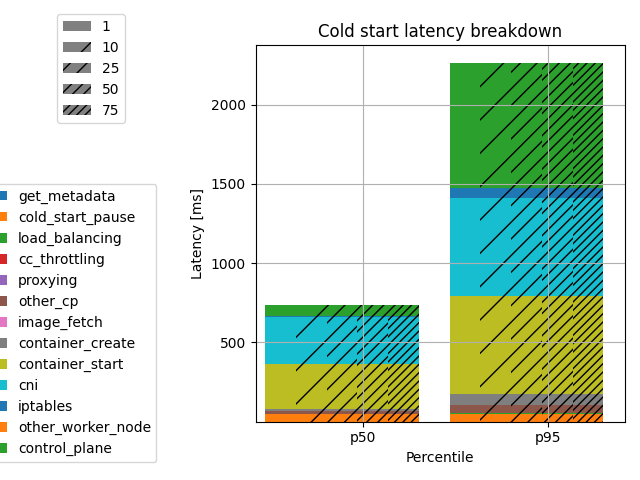 1
10
25
50
75
get_metadata
cold_start_pause
load_balancing
cc_throttling
proxying
other_cp
image_fetch
container_create
container_start
cni
iptables
other_worker_node
control_plane
Cold start latency breakdown
Latency [ms]
2000
1500
1000
500
p50
p95
Percentile